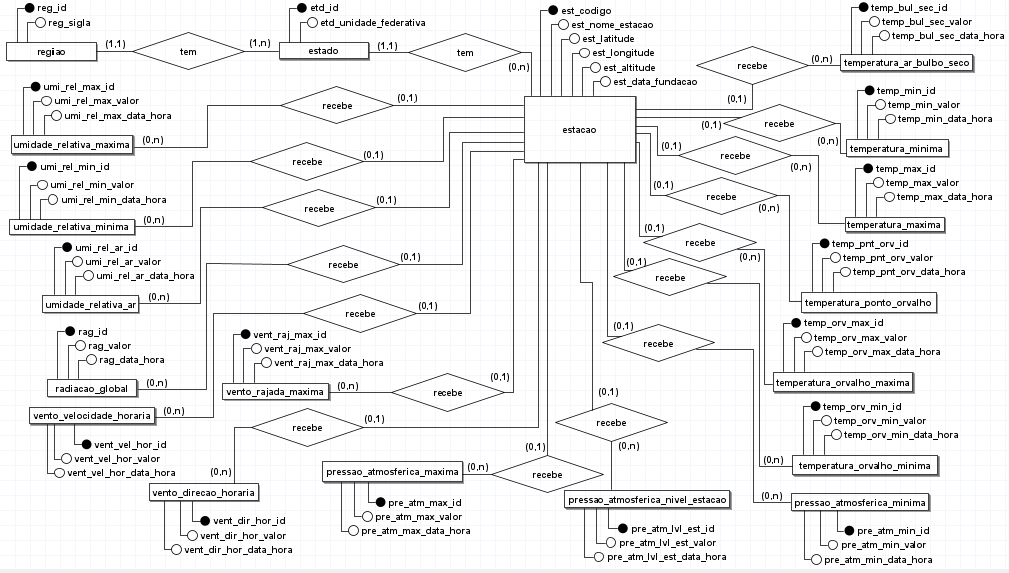 reg_id
reg_sigla
regiao
(1,1)
tem
(1,n)
etd_id
etd_unidade_federativa
estado
(1,1)
tem
(0,n)
est_codigo
est_nome_estacao
est_latitude
est_longitude
est_altitude
est_data_fundacao
estacao
temp_bul_sec_id
temp_bul_sec_valor
temp_bul_sec_data_hora
temperatura_ar_bulbo_seco
(0,n)
recebe
(0,1)
temp_min_id
temp_min_valor
temp_min_data_hora
temperatura_minima
(0,n)
recebe
(0,1)
temp_max_id
temp_max_valor
temp_max_data_hora
temperatura_maxima
(0,n)
recebe
(0,1)
temp_pnt_orv_id
temp_pnt_orv_valor
temp_pnt_orv_data_hora
temperatura_ponto_orvalho
(0,n)
recebe
(0,1)
temp_orv_max_id
temp_orv_max_valor
temp_orv_max_data_hora
temperatura_orvalho_maxima
(0,n)
recebe
(0,1)
temp_orv_min_id
temp_orv_min_valor
temp_orv_min_data_hora
temperatura_orvalho_minima
(0,n)
recebe
(0,1)
umi_rel_max_id
umi_rel_max_valor
umi_rel_max_data_hora
umidade_relativa_maxima
(0,n)
recebe
(0,1)
umi_rel_min_id
umi_rel_min_valor
umi_rel_min_data_hora
umidade_relativa_minima
(0,n)
recebe
(0,1)
umi_rel_ar_id
umi_rel_ar_valor
umi_rel_ar_data_hora
umidade_relativa_ar
(0,n)
recebe
(0,1)
rag_id
rag_valor
rag_data_hora
radiacao_global
(0,n)
recebe
(0,1)
vento_velocidade_horaria
(0,n)
recebe
(0,1)
vent_vel_hor_id
vent_vel_hor_valor
vent_vel_hor_data_hora
vent_raj_max_id
vent_raj_max_valor
vent_raj_max_data_hora
vento_rajada_maxima
(0,n)
recebe
(0,1)
vento_direcao_horaria
(0,n)
recebe
(0,1)
vent_dir_hor_id
vent_dir_hor_valor
vent_dir_hor_data_hora
pressao_atmosferica_maxima
(0,n)
recebe
(0,1)
pre_atm_max_id
pre_atm_max_valor
pre_atm_max_data_hora
pressao_atmosferica_nivel_estacao
(0,n)
recebe
(0,1)
pre_atm_lvl_est_id
pre_atm_lvl_est_valor
pre_atm_lvl_est_data_hora
pressao_atmosferica_minima
(0,n)
recebe
(0,1)
pre_atm_min_id
pre_atm_min_valor
pre_atm_min_data_hora